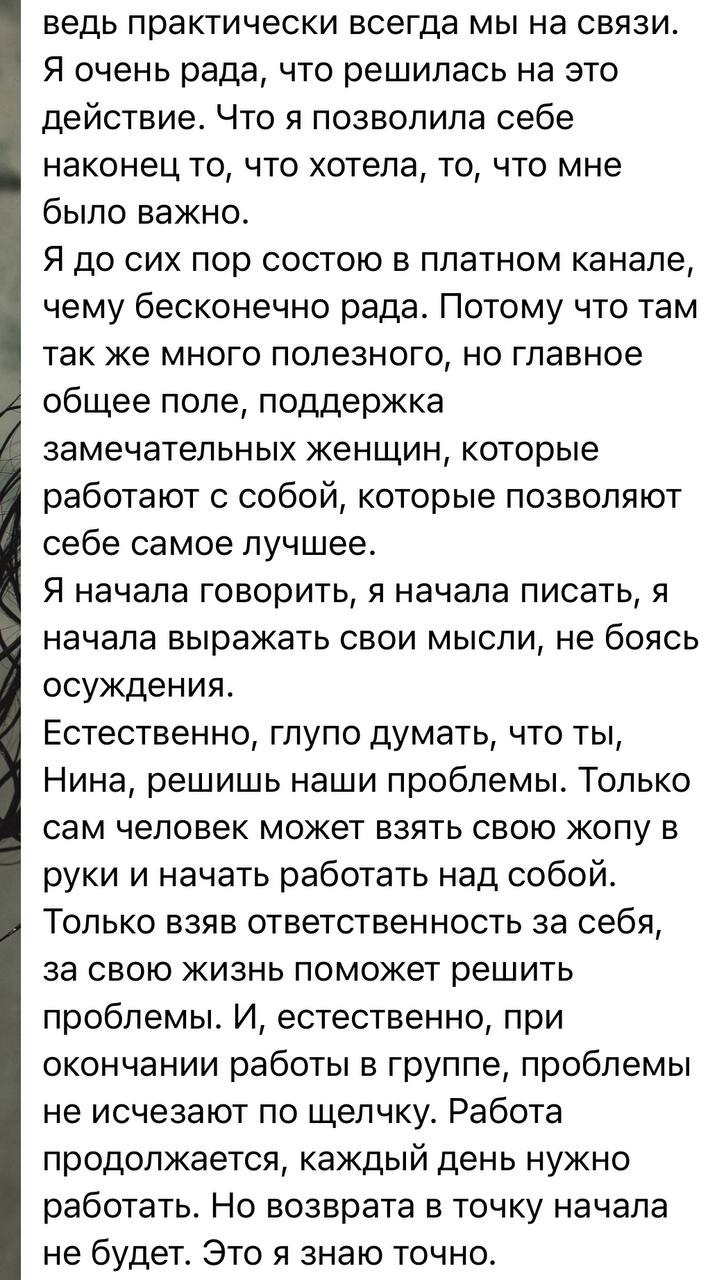 ведь практически всегда мы на связи.
Я очень рада, что решилась на это
действие. Что я позволила себе
наконец то, что хотела, то, что мне
было важно.
Я до сих пор состою в платном канале,
чему бесконечно рада. Потому что там
так же много полезного, но главное
общее поле, поддержка
замечательных женщин, которые
работают с собой, которые позволяют
себе самое лучшее.
Я начала говорить, я начала писать, я
начала выражать свои мысли, не боясь
осуждения.
Естественно, глупо думать, что ты,
Нина, решишь наши проблемы. Только
сам человек может взять свою жопу в
руки и начать работать над собой.
Только взяв ответственность за себя,
за свою жизнь поможет решить
проблемы. И, естественно, при
окончании работы в группе, проблемы
не исчезают по щелчку. Работа
продолжается, каждый день нужно
работать. Но возврата в точку начала
не будет. Это я знаю точно.